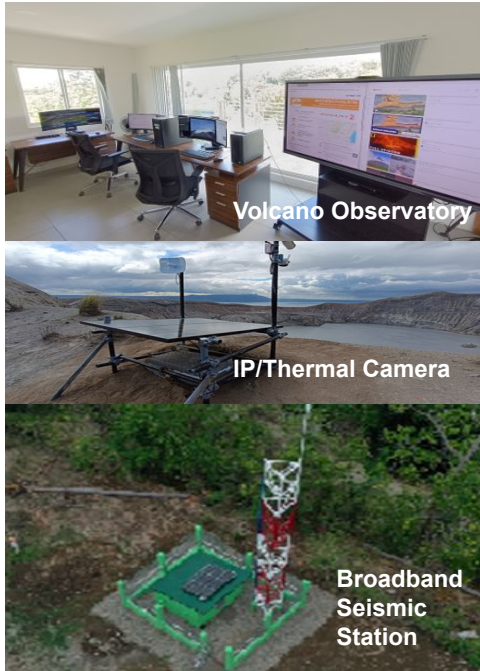 Volcano Observatory
IP/Thermal Camera
Broadband
Seismic
Station